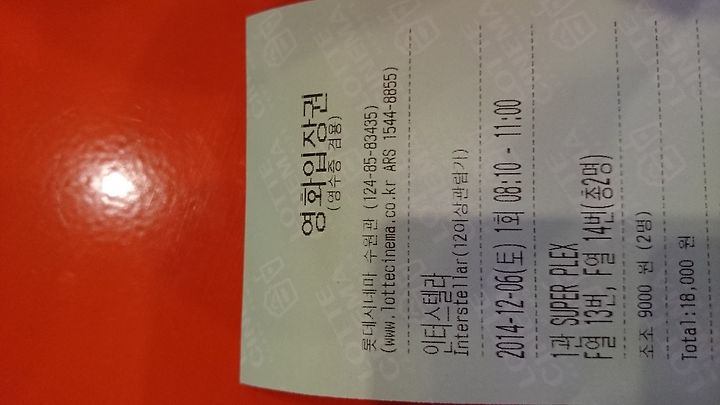 영화입장권
(영수증 겸용)
롯데시네마 수원관 (124-85-83435)
(www.lottecinema.co.kr ARS 1544-8855)
인터스텔라
Interstellar(12이상관람가)
2014-12-06(토) 1회 08:10 - 11:00
1관 SUPER PLEX
F열 13번, F열 14번(총2명)
조조 9000 원 (2명)
Total:18,000 원